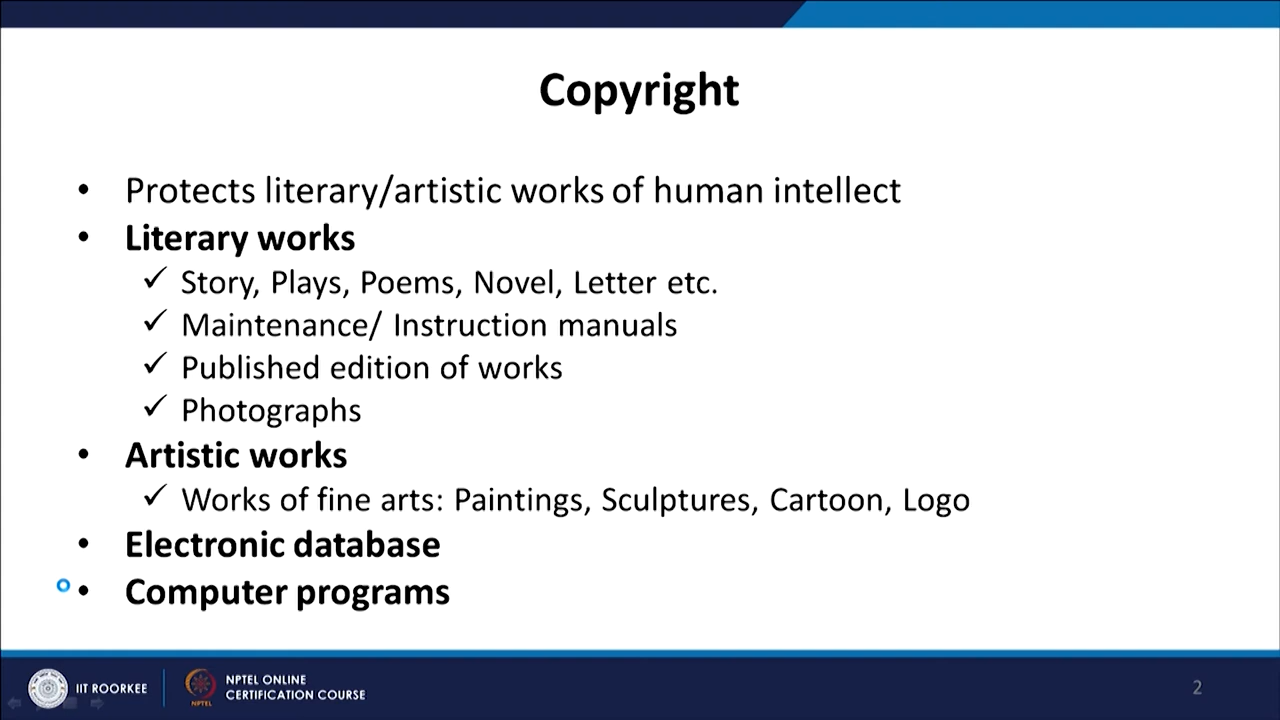 Copyright
• Protects literary/artistic works of human intellect
• Literary works
✓ Story, Plays, Poems, Novel, Letter etc.
✓ Maintenance/ Instruction manuals
✓ Published edition of works
✓ Photographs
• Artistic works
✓ Works of fine arts: Paintings, Sculptures, Cartoon, Logo
• Electronic database
• Computer programs
IIT ROORKEE
NPTEL
NPTEL ONLINE
CERTIFICATION COURSE
2